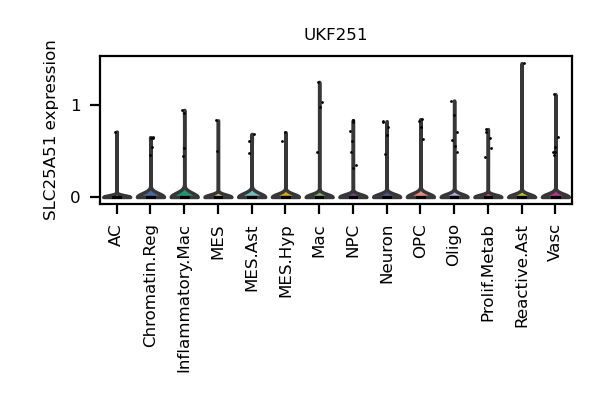 UKF251
SLC25A51 expression
1
0
AC
Chromatin.Reg
Inflammatory.Mac
MES
MES.Ast
MES.Hyp
Mac
NPC
Neuron
OPC
Oligo
Prolif.Metab
Reactive.Ast
Vasc